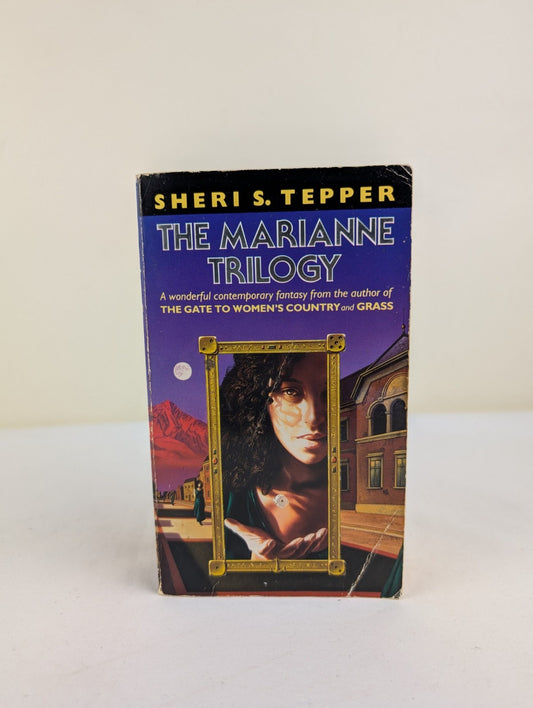 SHERI S. TEPPER
THE MARIANNE
TRILOGY
A wonderful contemporary fantasy from the author of
THE GATE TO WOMEN'S COUNTRY and GRASS